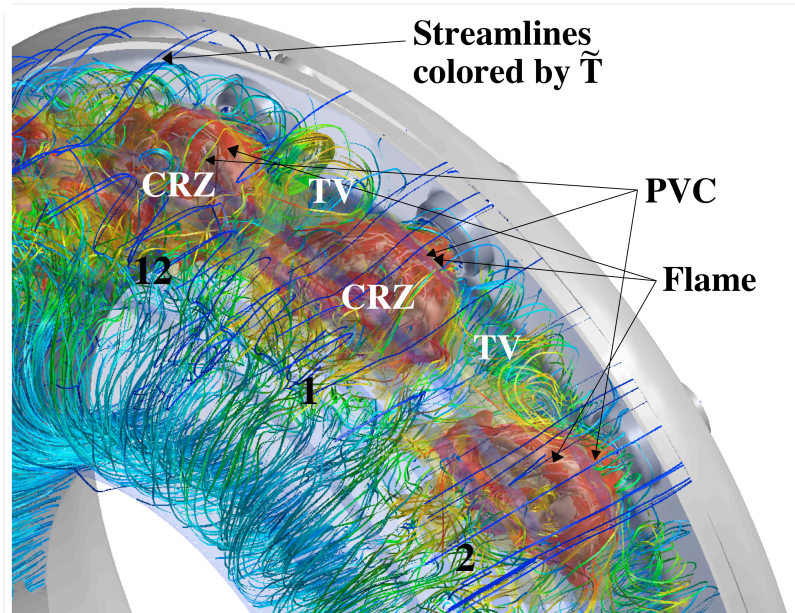 Streamlines
colored by T̃
CRZ
TV
PVC
12
Flame
CRZ
TV
1
2